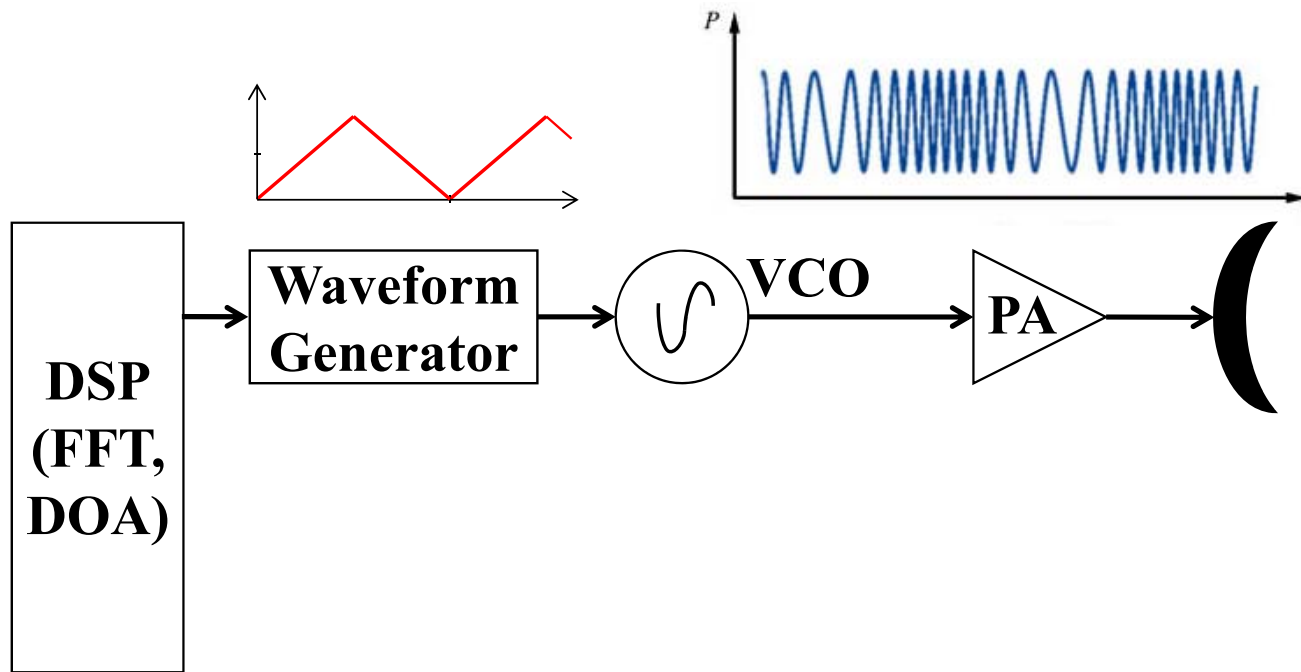 P
Waveform
Generator
VCO
PA
DSP
(FFT,
DOA)